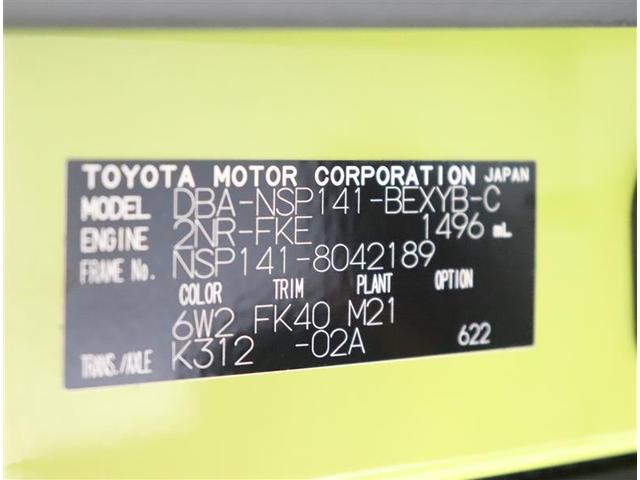 TOYOTA MOTOR CORPORATION JAPAN
MODEL DBA-NSP141-BEXYB-C
ENGINE 2NR-FKE 1496 mL
FRAME No. NSP141-8042189
COLOR TRIM PLANT OPTION
6W2 FK40 M21
TRANS./AXLE K312 -02A 622